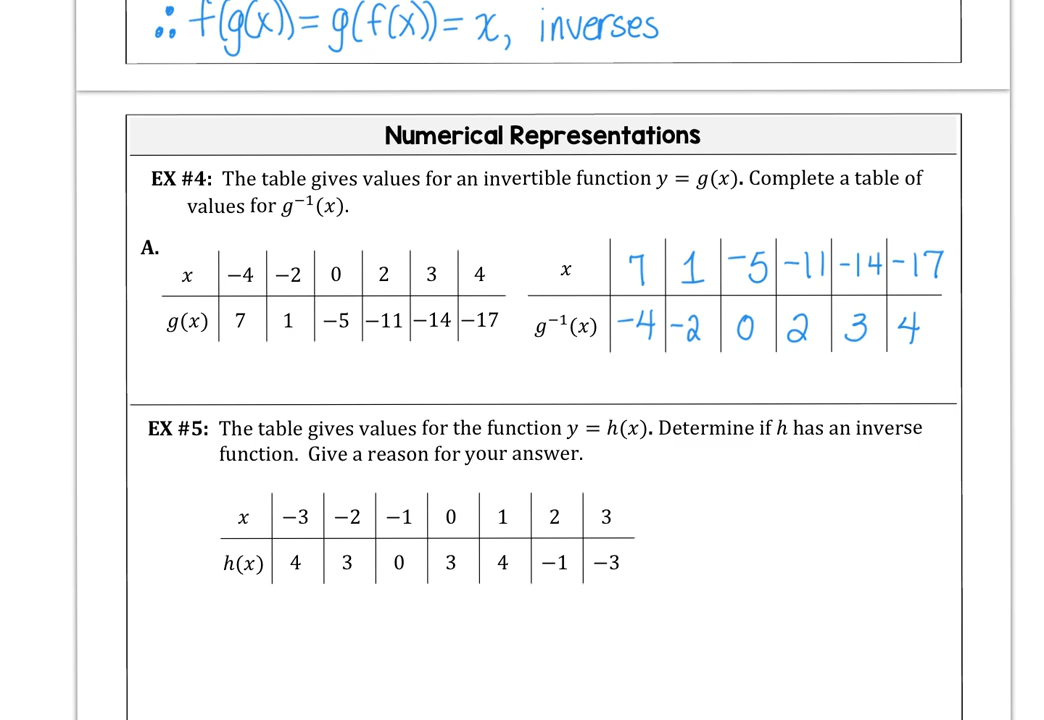 ∴ f(g(x)) = g(f(x)) = x, inverses
Numerical Representations
EX #4: The table gives values for an invertible function y = g(x). Complete a table of
values for g⁻¹(x).
A.
x −4 −2 0 2 3 4
g(x) 7 1 −5 −11 −14 −17
x 7 1 −5 −11 −14 −17
g⁻¹(x) −4 −2 0 2 3 4
EX #5: The table gives values for the function y = h(x). Determine if h has an inverse
function. Give a reason for your answer.
x −3 −2 −1 0 1 2 3
h(x) 4 3 0 3 4 −1 −3